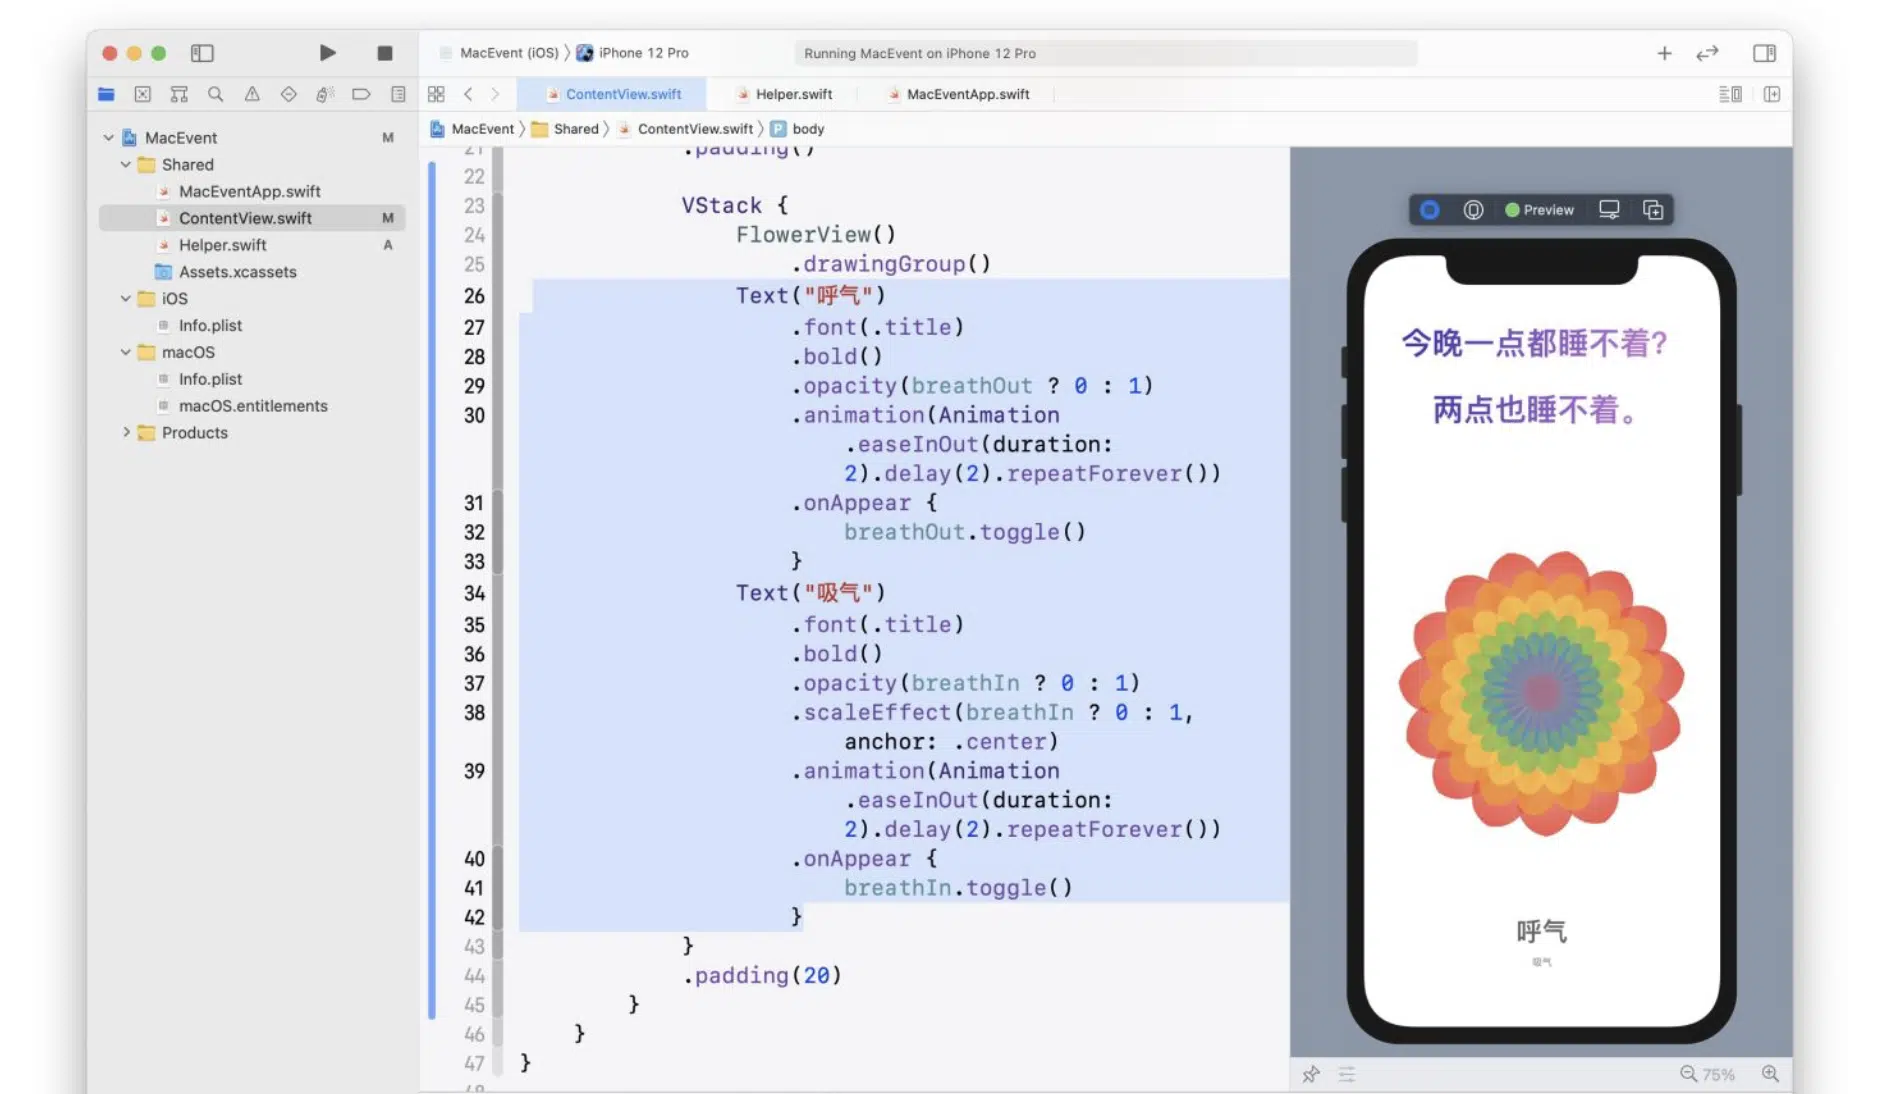 MacEvent (iOS) 〉 iPhone 12 Pro
Running MacEvent on iPhone 12 Pro
ContentView.swift
Helper.swift
MacEventApp.swift
MacEvent 〉 Shared 〉 ContentView.swift 〉 P body
MacEvent M
Shared
MacEventApp.swift
ContentView.swift M
Helper.swift A
Assets.xcassets
iOS
Info.plist
macOS
Info.plist
macOS.entitlements
Products
21 .padding()
22
23 VStack {
24 FlowerView()
25 .drawingGroup()
26 Text("呼气")
27 .font(.title)
28 .bold()
29 .opacity(breathOut ? 0 : 1)
30 .animation(Animation
.easeInOut(duration:
2).delay(2).repeatForever())
31 .onAppear {
32 breathOut.toggle()
33 }
34 Text("吸气")
35 .font(.title)
36 .bold()
37 .opacity(breathIn ? 0 : 1)
38 .scaleEffect(breathIn ? 0 : 1,
anchor: .center)
39 .animation(Animation
.easeInOut(duration:
2).delay(2).repeatForever())
40 .onAppear {
41 breathIn.toggle()
42 }
43 }
44 .padding(20)
45 }
46 }
47 }
48
Preview
今晚一点都睡不着?
两点也睡不着。
呼气
吸气
75%